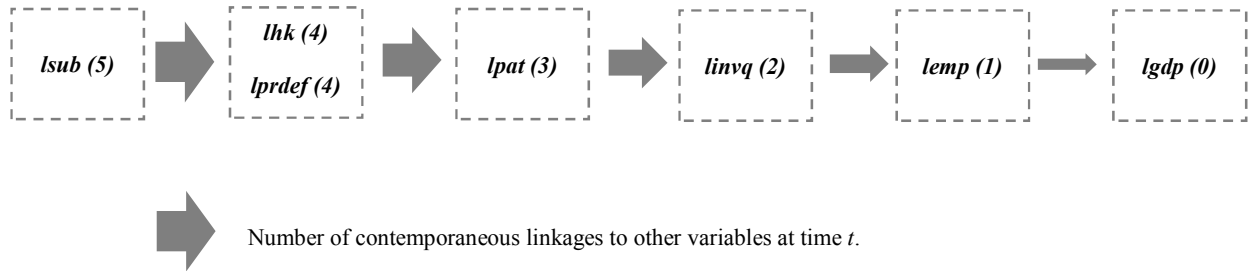 lsub (5)
lhk (4)
lprdef (4)
lpat (3)
linvq (2)
lemp (1)
lgdp (0)
Number of contemporaneous linkages to other variables at time t.